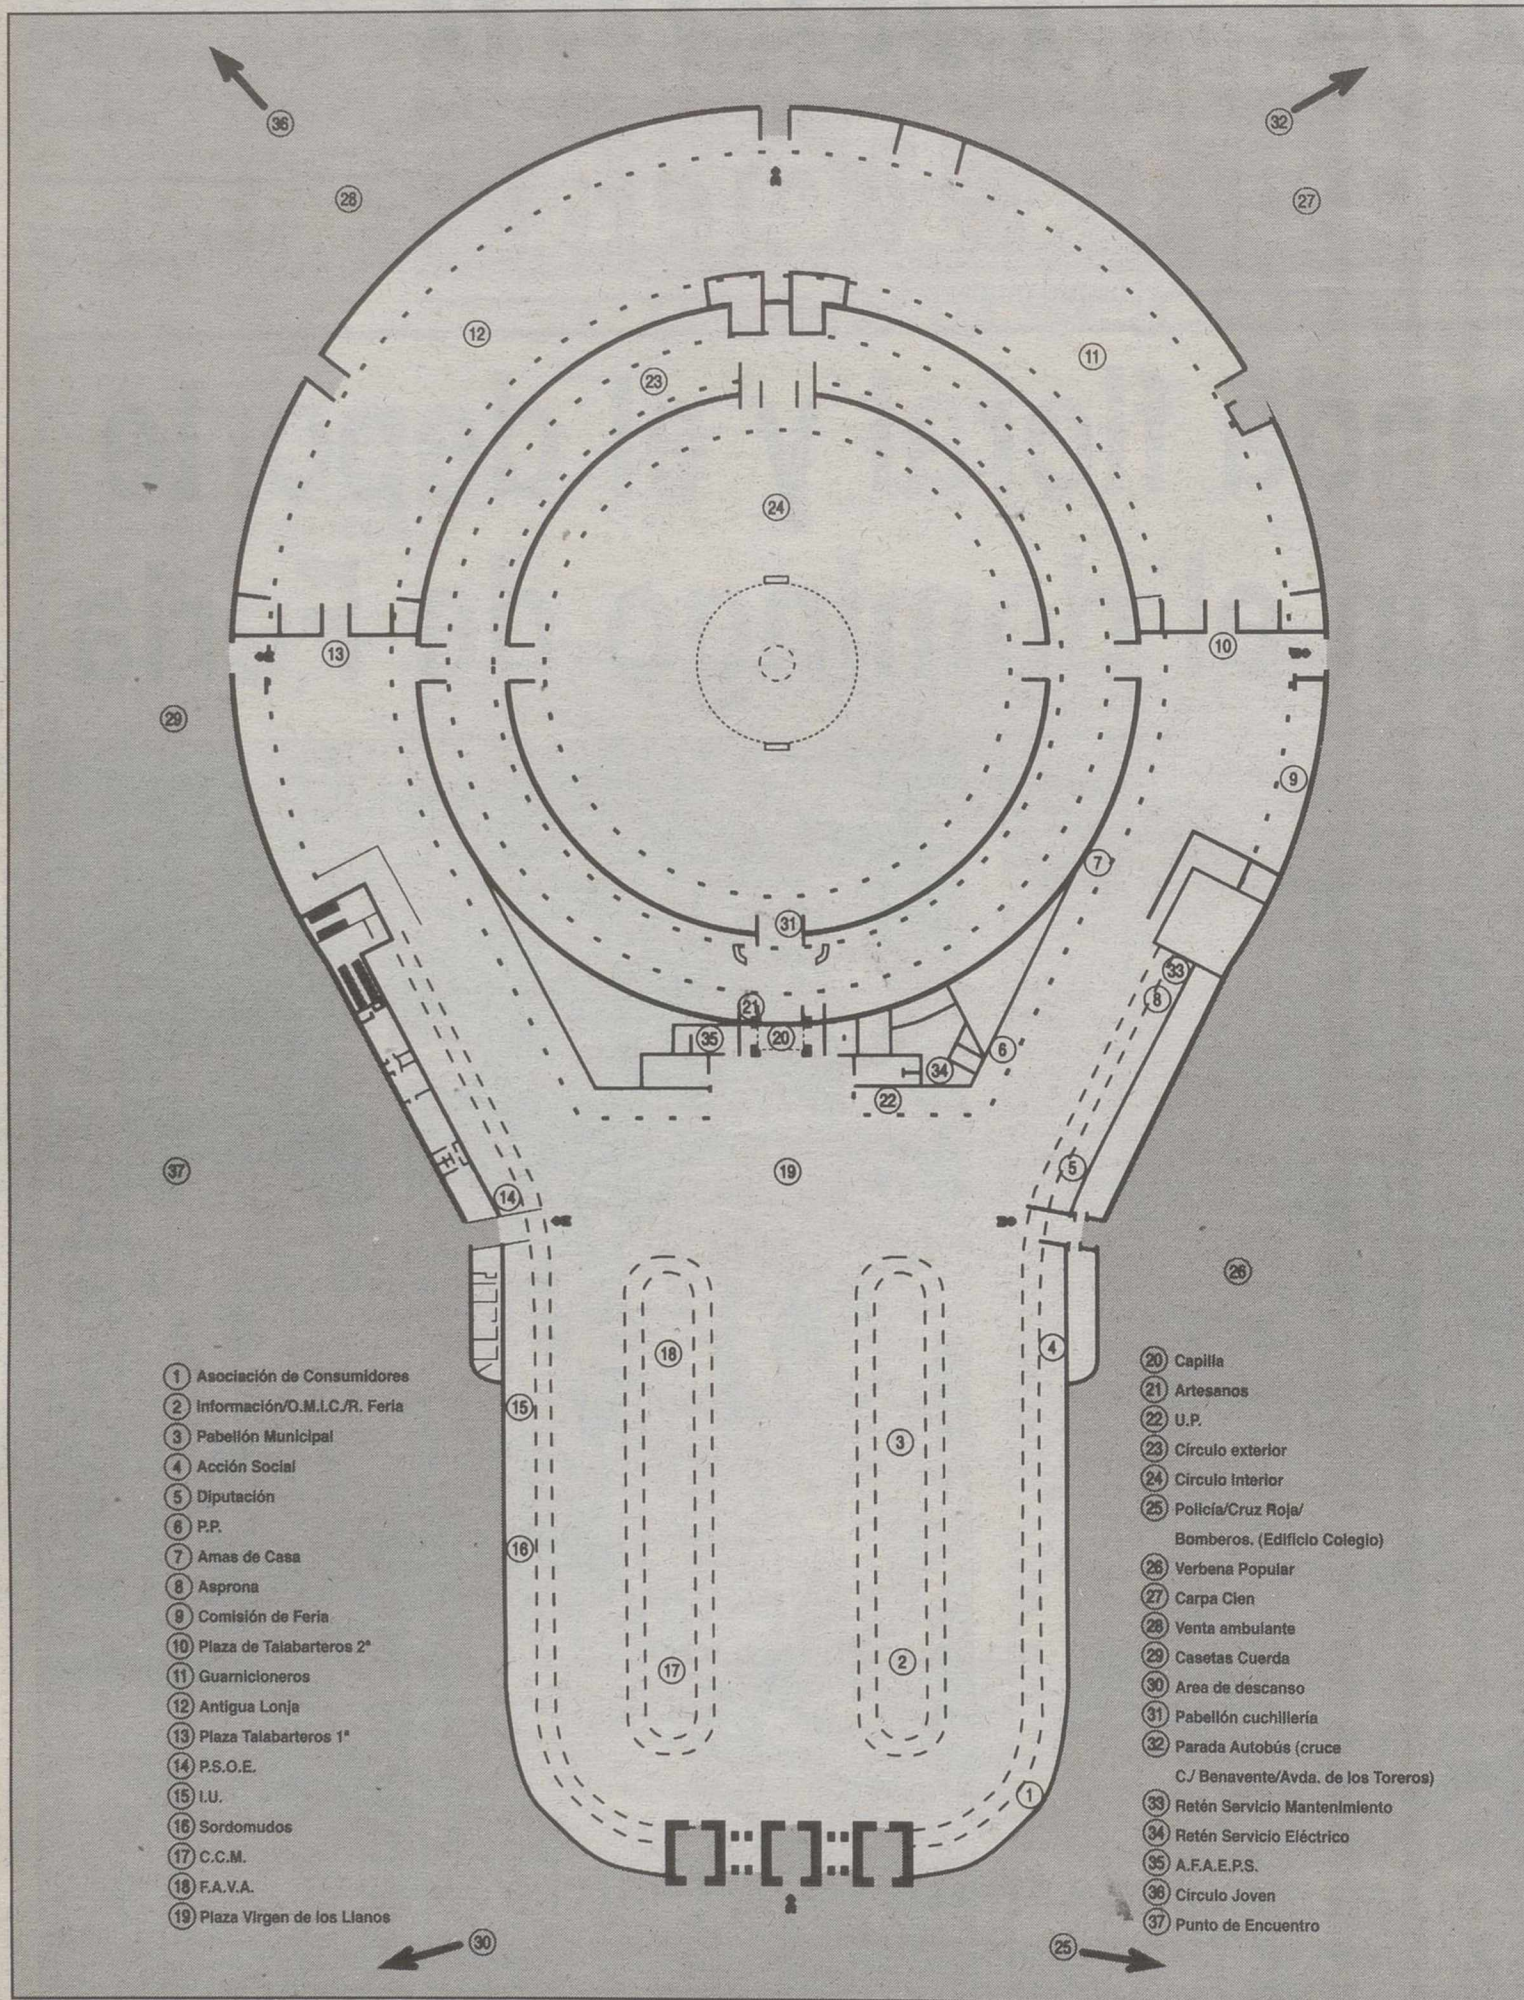 36
32
28
27
12
11
23
24
13
10
29
9
7
31
33
8
21
35
20
6
34
22
37
19
5
14
26
18
4
15
3
16
17
2
1
1 Asociación de Consumidores
2 Información/O.M.I.C./R. Feria
3 Pabellón Municipal
4 Acción Social
5 Diputación
6 P.P.
7 Amas de Casa
8 Asprona
9 Comisión de Feria
10 Plaza de Talabarteros 2ª
11 Guarnicioneros
12 Antigua Lonja
13 Plaza Talabarteros 1ª
14 P.S.O.E.
15 I.U.
16 Sordomudos
17 C.C.M.
18 F.A.V.A.
19 Plaza Virgen de los Llanos
20 Capilla
21 Artesanos
22 U.P.
23 Círculo exterior
24 Círculo Interior
25 Policía/Cruz Roja/
Bomberos. (Edificio Colegio)
26 Verbena Popular
27 Carpa Cien
28 Venta ambulante
29 Casetas Cuerda
30 Area de descanso
31 Pabellón cuchillería
32 Parada Autobús (cruce
C./ Benavente/Avda. de los Toreros)
33 Retén Servicio Mantenimiento
34 Retén Servicio Eléctrico
35 A.F.A.E.P.S.
36 Círculo Joven
37 Punto de Encuentro
30
25